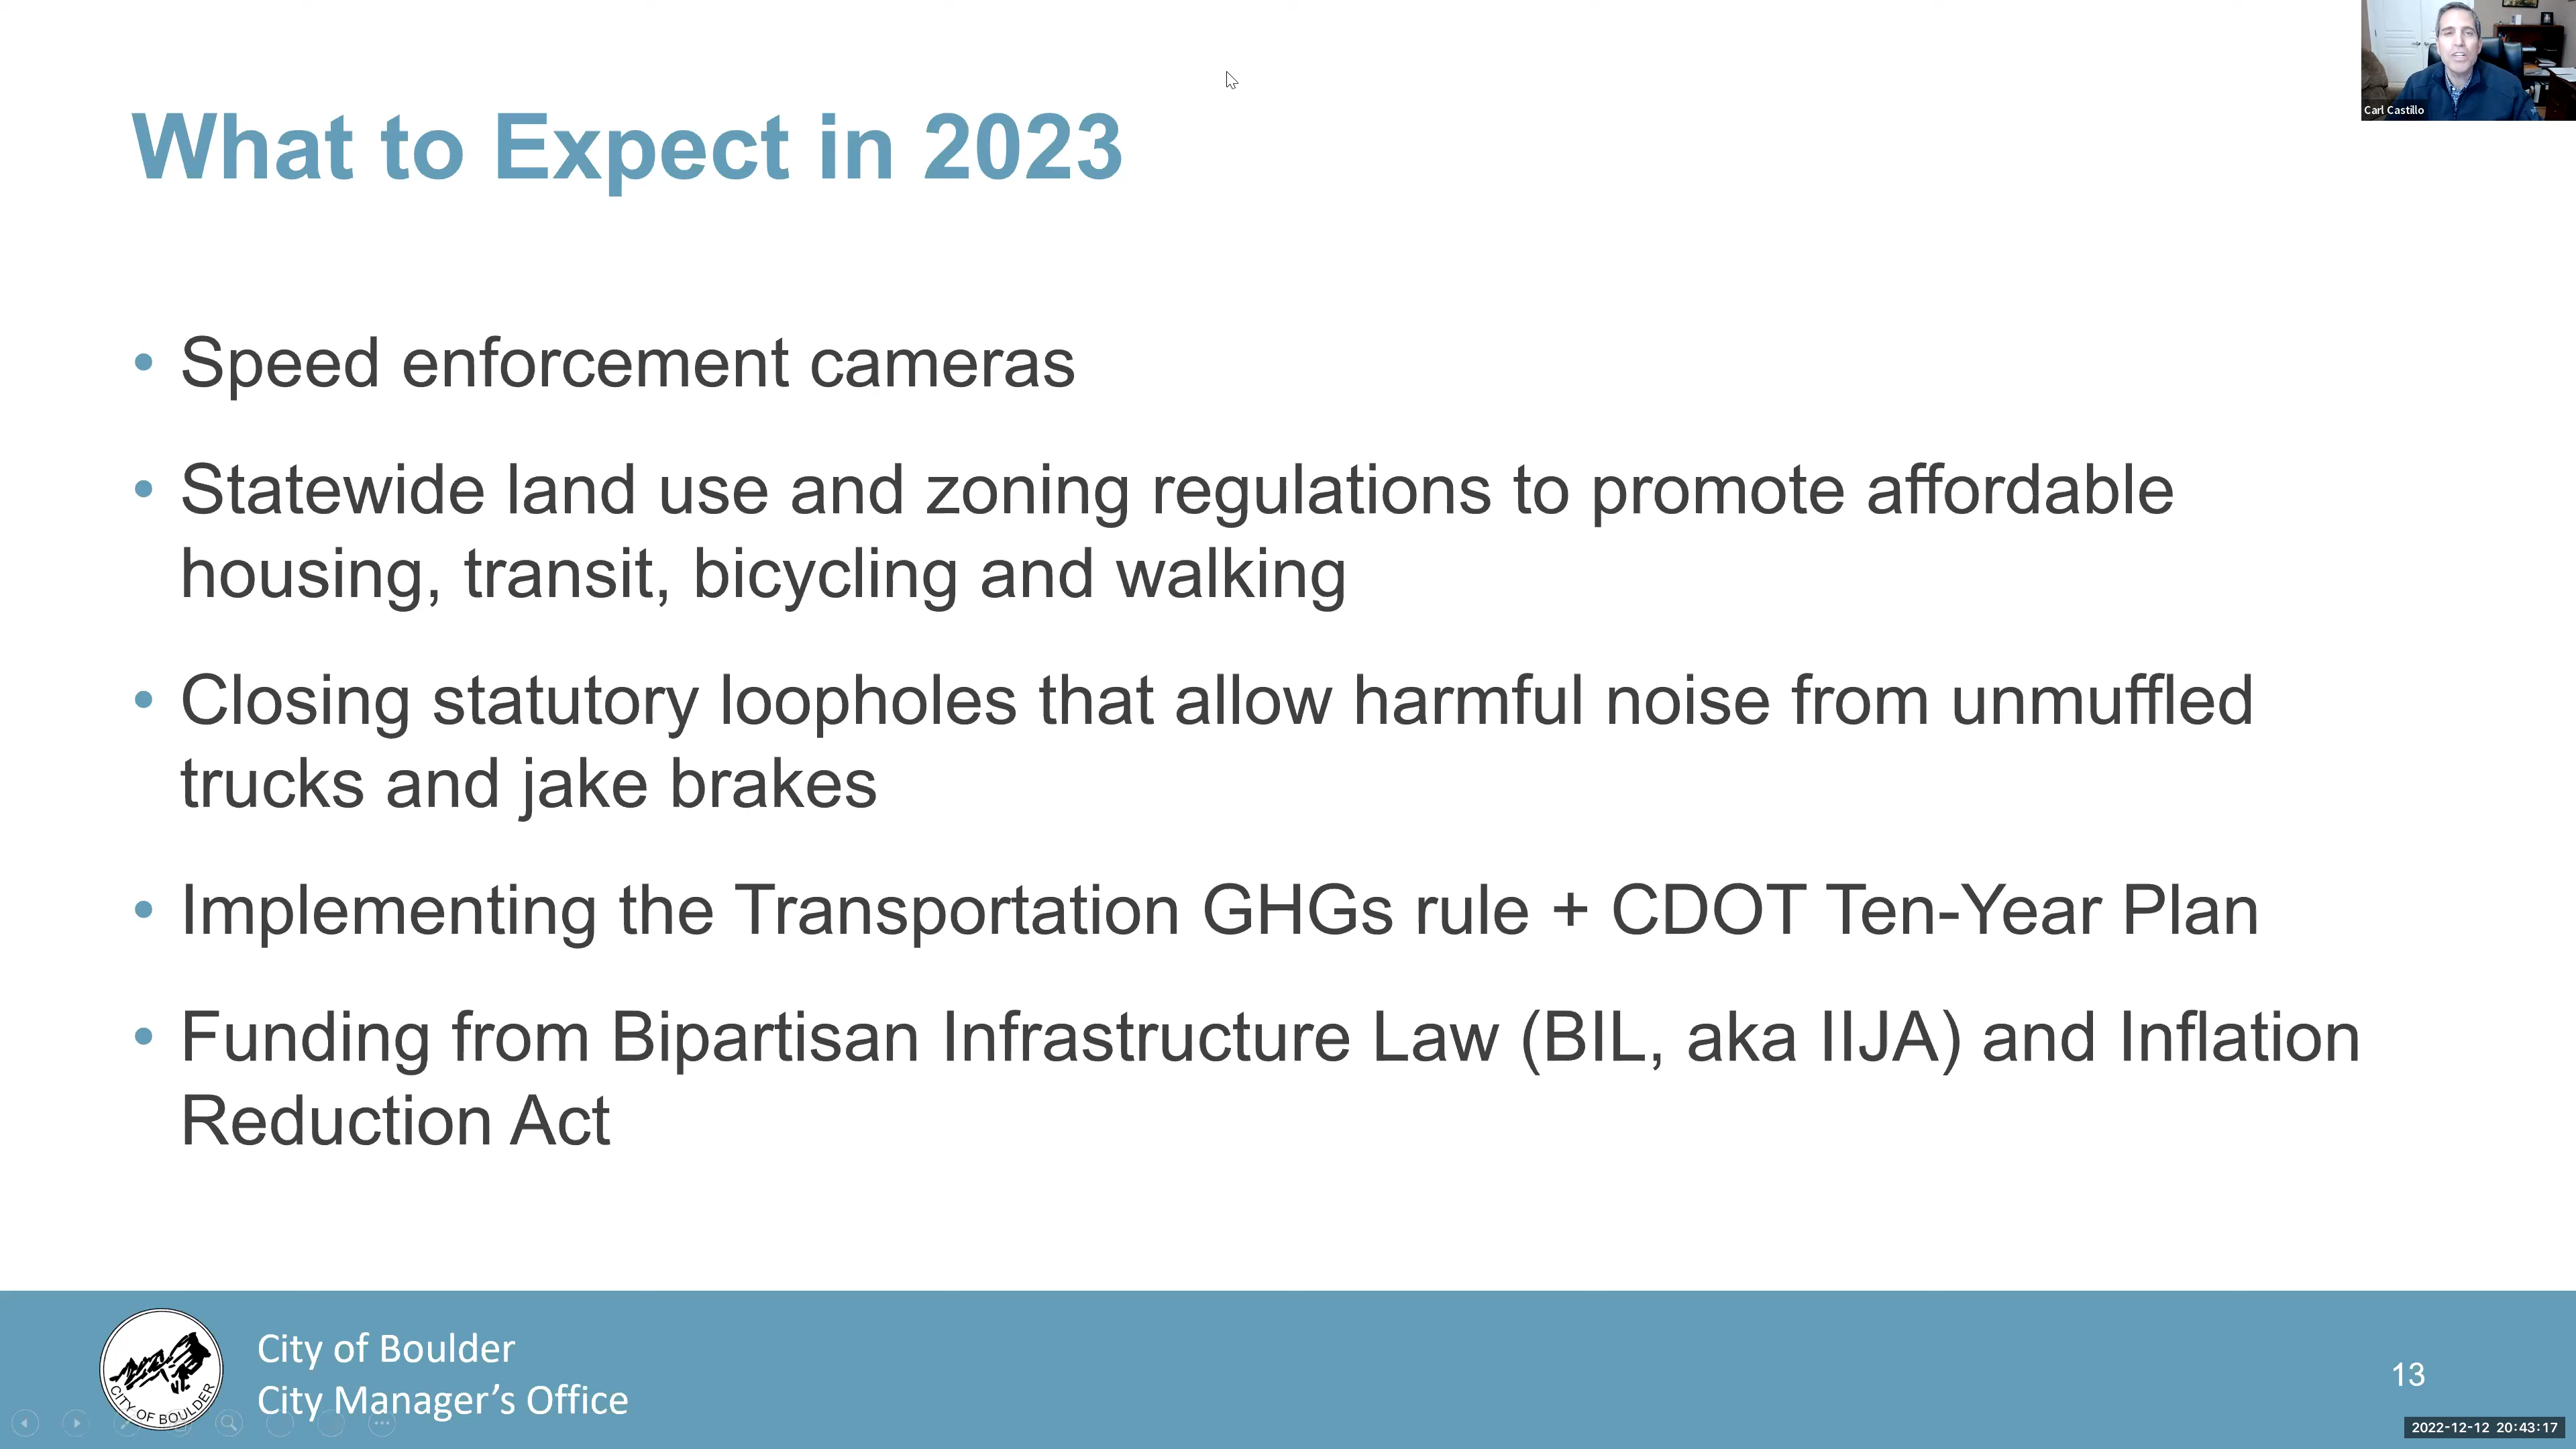 Carl Castillo
What to Expect in 2023
• Speed enforcement cameras
• Statewide land use and zoning regulations to promote affordable
housing, transit, bicycling and walking
• Closing statutory loopholes that allow harmful noise from unmuffled
trucks and jake brakes
• Implementing the Transportation GHGs rule + CDOT Ten-Year Plan
• Funding from Bipartisan Infrastructure Law (BIL, aka IIJA) and Inflation
Reduction Act
CITY OF BOULDER
City of Boulder
City Manager’s Office
13
2022-12-12 20:43:17